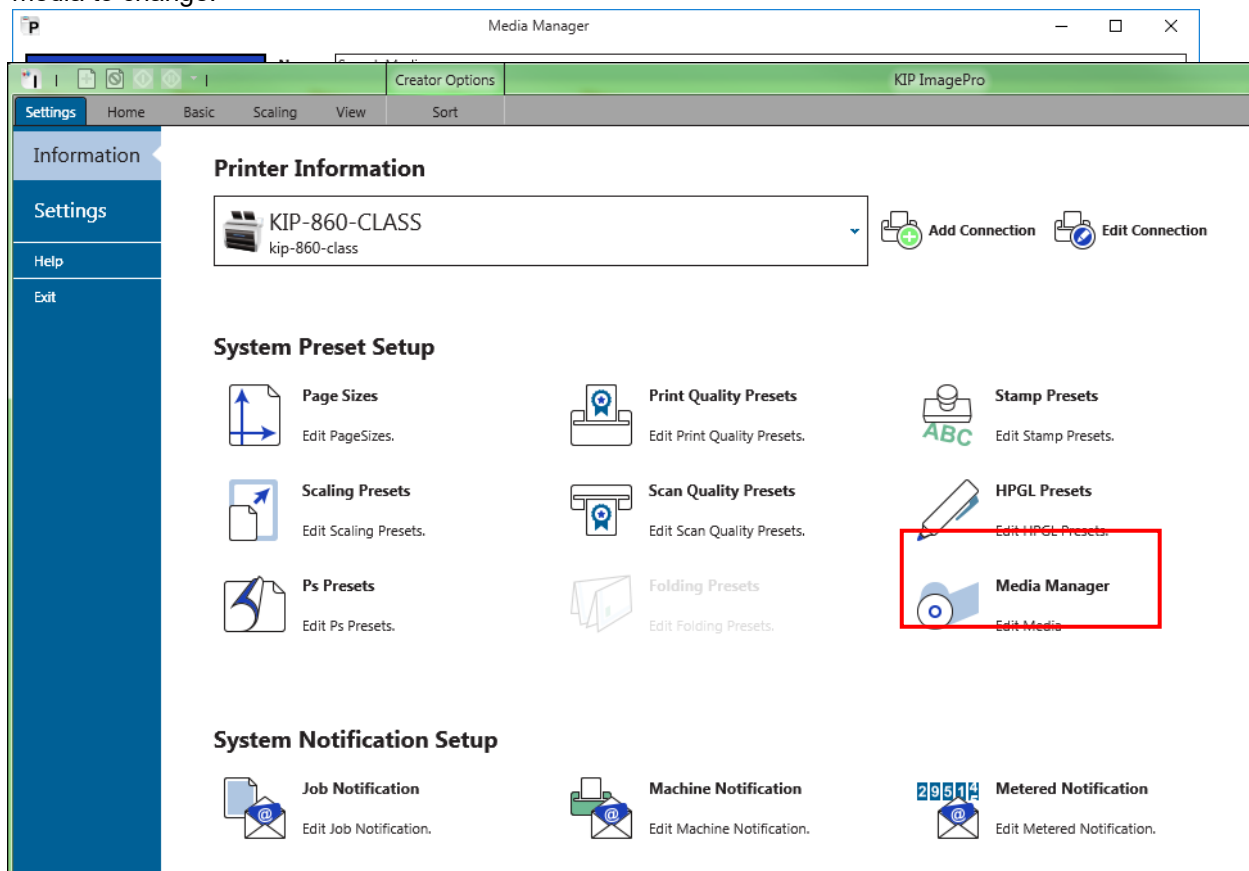 media to change.
P Media Manager
Creator Options KIP ImagePro
Settings Home Basic Scaling View Sort
Information
Settings
Help
Exit
Printer Information
KIP-860-CLASS
kip-860-class
Add Connection
Edit Connection
System Preset Setup
Page Sizes
Edit PageSizes.
Print Quality Presets
Edit Print Quality Presets.
Stamp Presets
Edit Stamp Presets.
ABC
Scaling Presets
Edit Scaling Presets.
Scan Quality Presets
Edit Scan Quality Presets.
HPGL Presets
Edit HPGL Presets.
Ps Presets
Edit Ps Presets.
Folding Presets
Edit Folding Presets.
Media Manager
Edit Media
System Notification Setup
Job Notification
Edit Job Notification.
Machine Notification
Edit Machine Notification.
Metered Notification
Edit Metered Notification.